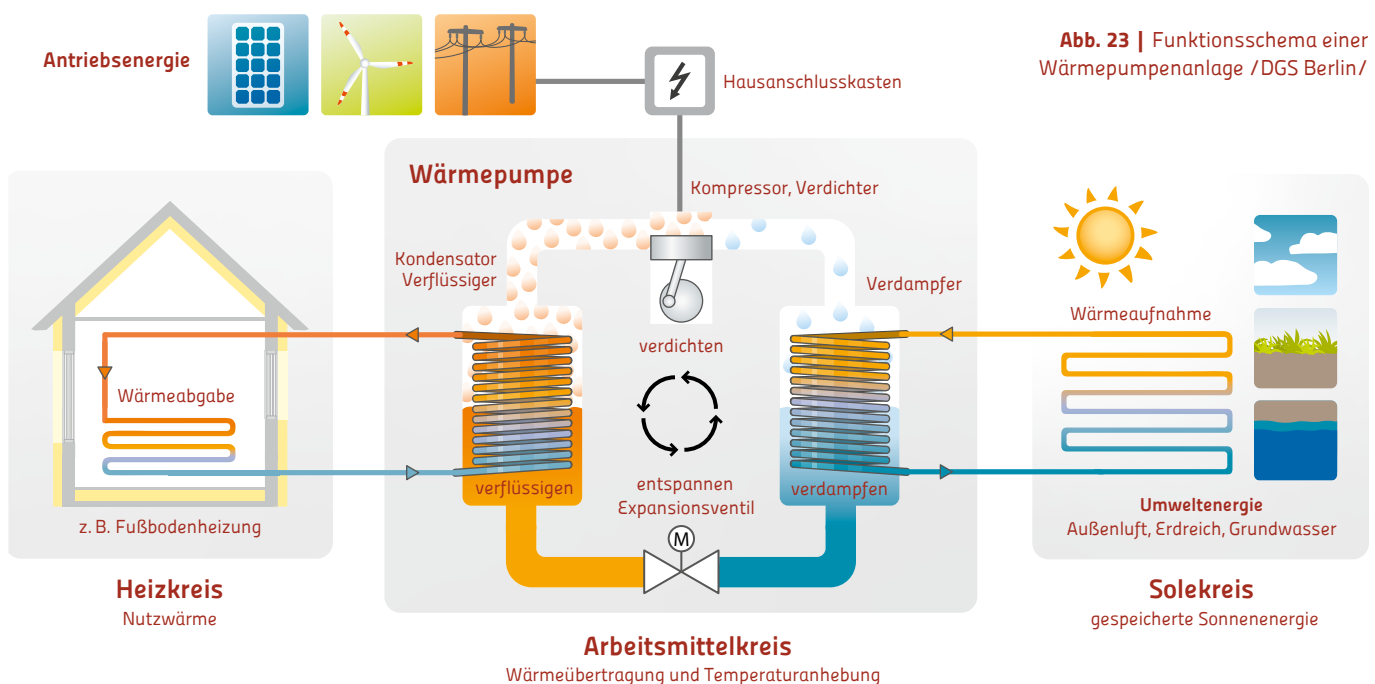 Antriebsenergie
Hausanschlusskasten
Abb. 23 | Funktionsschema einer
Wärmepumpenanlage /DGS Berlin/
Wärmepumpe
Kompressor, Verdichter
Kondensator
Verflüssiger
Verdampfer
Wärmeaufnahme
verdichten
Wärmeabgabe
verflüssigen
entspannen
Expansionsventil
verdampfen
M
z. B. Fußbodenheizung
Umweltenergie
Außenluft, Erdreich, Grundwasser
Heizkreis
Nutzwärme
Solekreis
gespeicherte Sonnenenergie
Arbeitsmittelkreis
Wärmeübertragung und Temperaturanhebung